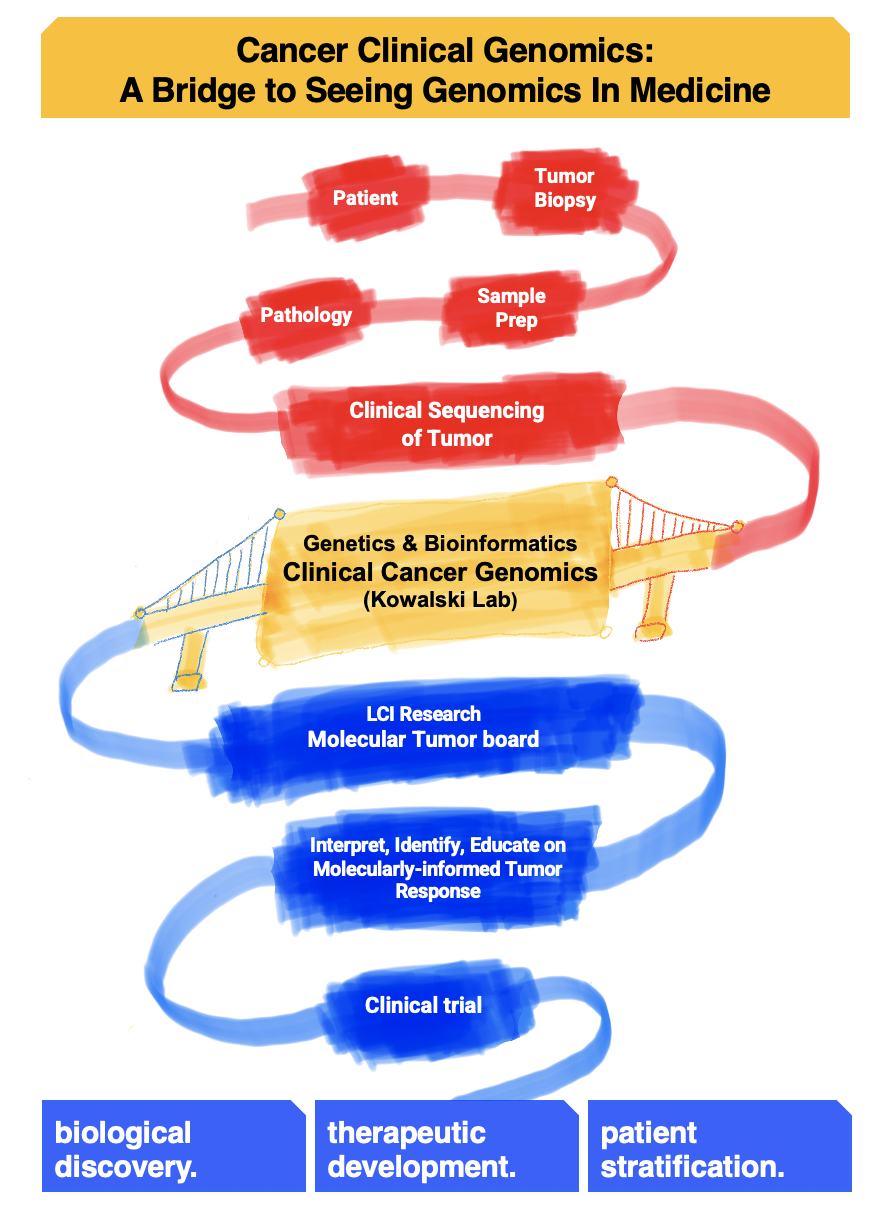 Cancer Clinical Genomics:
A Bridge to Seeing Genomics In Medicine
Patient
Tumor
Biopsy
Pathology
Sample
Prep
Clinical Sequencing
of Tumor
Genetics & Bioinformatics
Clinical Cancer Genomics
(Kowalski Lab)
LCI Research
Molecular Tumor board
Interpret, Identify, Educate on
Molecularly-informed Tumor
Response
Clinical trial
biological
discovery.
therapeutic
development.
patient
stratification.